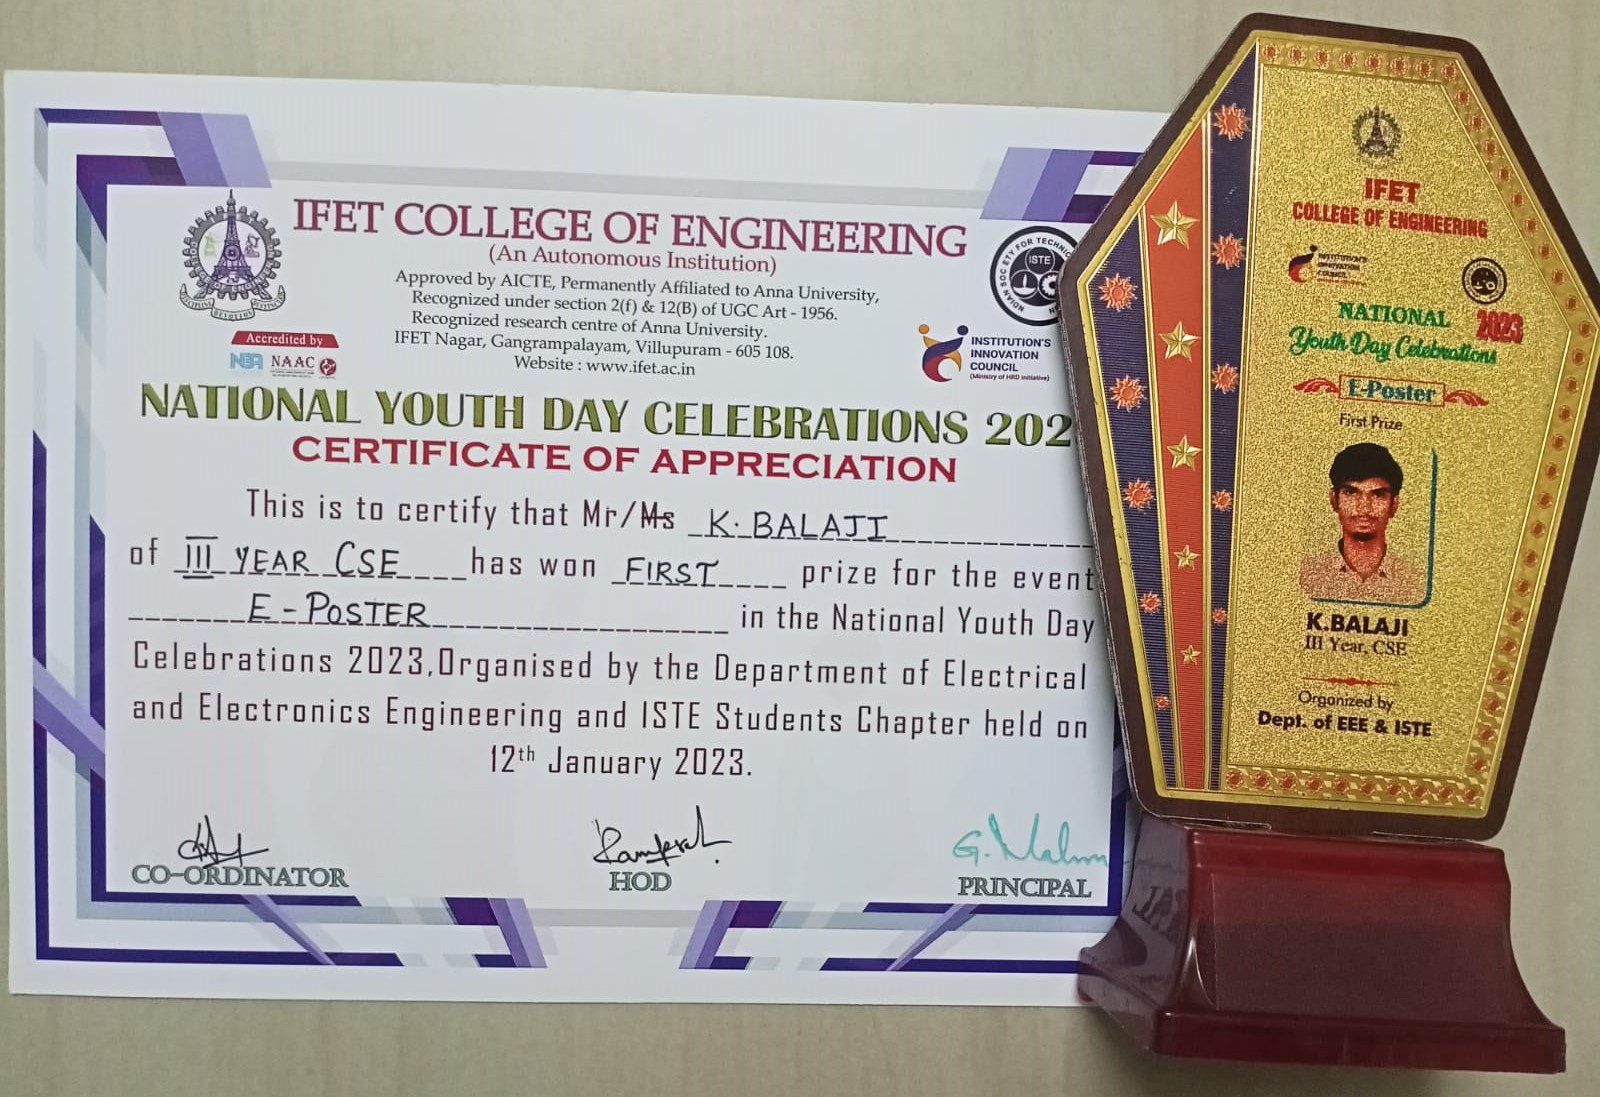 IFET COLLEGE OF ENGINEERING
(An Autonomous Institution)
Approved by AICTE, Permanently Affiliated to Anna University,
Recognized under section 2(f) & 12(B) of UGC Art - 1956.
Recognized research centre of Anna University.
IFET Nagar, Gangrampalayam, Villupuram - 605 108.
Website : www.ifet.ac.in
Accredited by
NBA NAAC
ISTE
INSTITUTION'S
INNOVATION
COUNCIL
(Ministry of HRD Initiative)
NATIONAL YOUTH DAY CELEBRATIONS 202
CERTIFICATE OF APPRECIATION
This is to certify that Mr/Ms K. BALAJI
of III YEAR CSE has won FIRST prize for the event
E-POSTER in the National Youth Day
Celebrations 2023,Organised by the Department of Electrical
and Electronics Engineering and ISTE Students Chapter held on
12th January 2023.
CO-ORDINATOR
HOD
G.
PRINCIPAL
IFET
COLLEGE OF ENGINEERING
INSTITUTION'S
INNOVATION
COUNCIL
NATIONAL 2023
Youth Day Celebrations
E-Poster
First Prize
K.BALAJI
III Year, CSE
Organized by
Dept. of EEE & ISTE